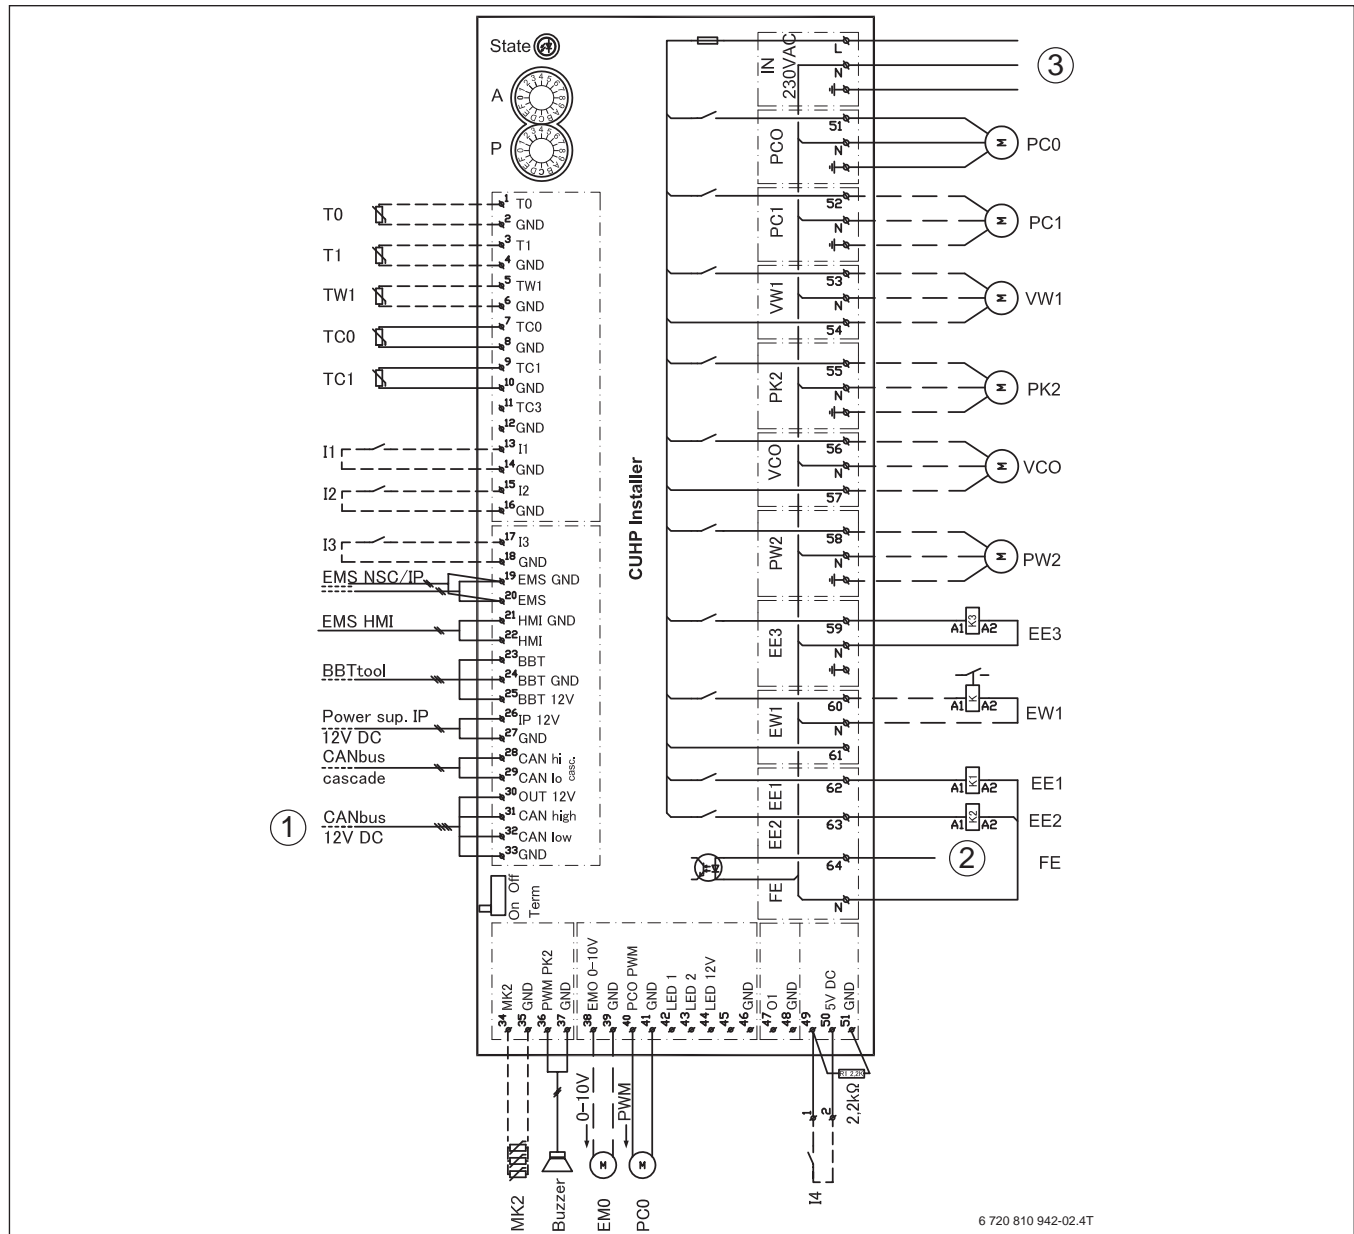 State
A
P
T0
T1
TW1
TC0
TC1
I1
I2
I3
EMS NSC/IP
EMS HMI
BBTtool
Power sup. IP
12V DC
CANbus
cascade
1
CANbus
12V DC
1 T0
2 GND
3 T1
4 GND
5 TW1
6 GND
7 TC0
8 GND
9 TC1
10 GND
11 TC3
12 GND
13 I1
14 GND
15 I2
16 GND
17 I3
18 GND
19 EMS GND
20 EMS
21 HMI GND
22 HMI
23 BBT
24 BBT GND
25 BBT 12V
26 IP 12V
27 GND
28 CAN hi
29 CAN lo casc.
30 OUT 12V
31 CAN high
32 CAN low
33 GND
On Off
Term
CUHP Installer
IN
230VAC
L
N
3
PCO
51
N
M
PC0
PC1
52
N
M
PC1
VW1
53
N
54
M
VW1
PK2
55
N
M
PK2
VCO
56
N
57
M
VCO
PW2
58
N
M
PW2
EE3
59
N
A1 K3 A2
EE3
EW1
60
N
61
A1 K A2
EW1
EE1
62
A1 K1 A2
EE1
EE2
63
A1 K2 A2
EE2
FE
64
2
FE
N
34 MK2
35 GND
36 PWM PK2
37 GND
38 EMO 0-10V
39 GND
40 PCO PWM
41 GND
42 LED 1
43 LED 2
44 LED 12V
45
46 GND
47 O1
48 GND
49
50 5V DC
51 GND
R1 2,2K
2,2kΩ
0-10V
PWM
1
2
M
M
MK2
Buzzer
EM0
PC0
I4
6 720 810 942-02.4T